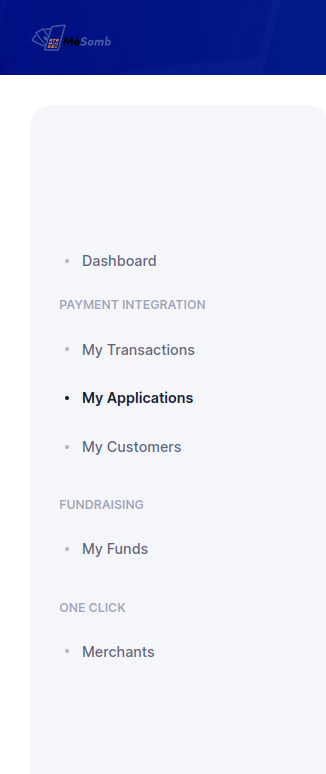 MeSomb
Dashboard
PAYMENT INTEGRATION
My Transactions
My Applications
My Customers
FUNDRAISING
My Funds
ONE CLICK
Merchants